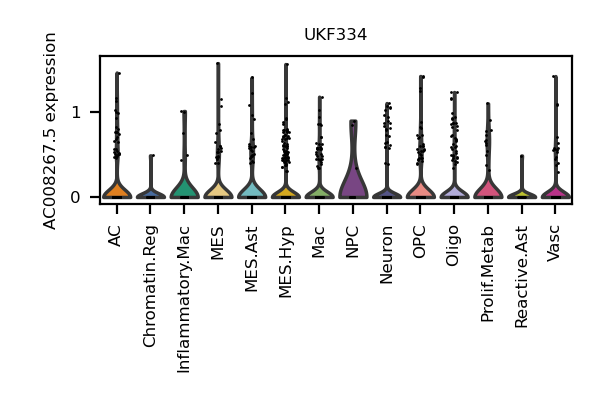 UKF334
AC008267.5 expression
1
0
AC
Chromatin.Reg
Inflammatory.Mac
MES
MES.Ast
MES.Hyp
Mac
NPC
Neuron
OPC
Oligo
Prolif.Metab
Reactive.Ast
Vasc